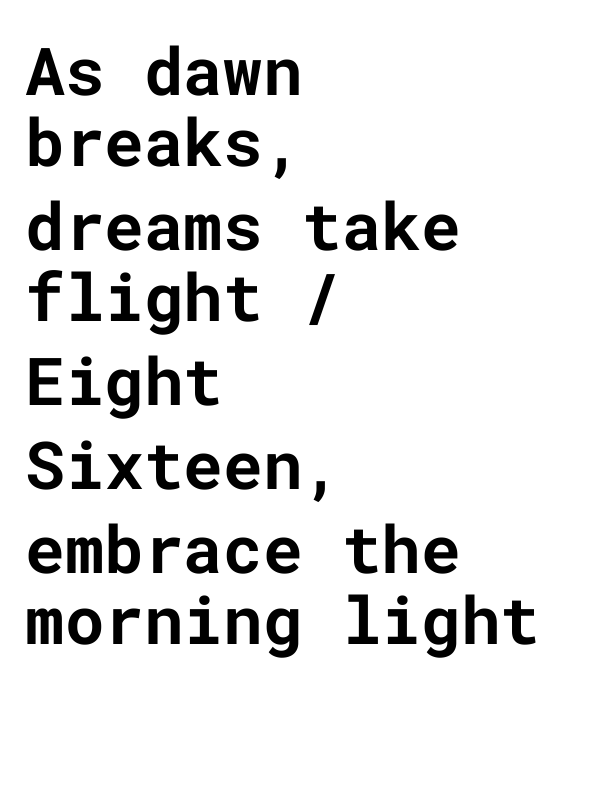 As dawn
breaks,
dreams take
flight /
Eight
Sixteen,
embrace the
morning light